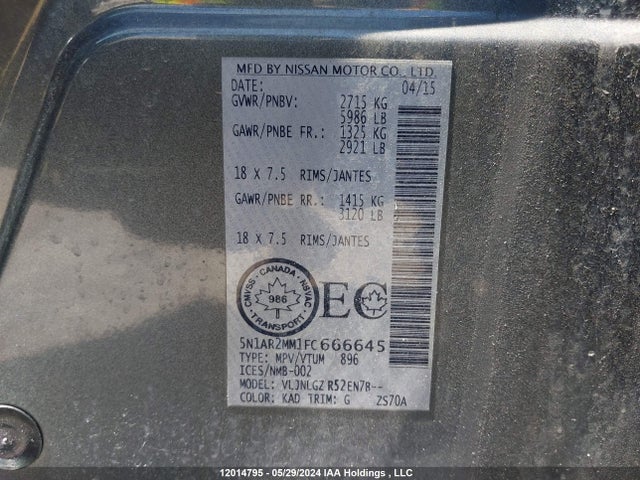 MFD BY NISSAN MOTOR CO., LTD.
DATE: 04/15
GVWR/PNBV: 2715 KG
5986 LB
GAWR/PNBE FR.: 1325 KG
2921 LB
18 X 7.5 RIMS/JANTES
GAWR/PNBE RR.: 1415 KG
3120 LB
18 X 7.5 RIMS/JANTES
CMVSS - CANADA - NSVAC
986
TRANSPORT
EC
5N1AR2MM1FC666645
TYPE: MPV/VTUM 896
ICES/NMB-002
MODEL: VLJNLGZ R52EN7B--
COLOR: KAD TRIM: G ZS70A
12014795 - 05/29/2024 IAA Holdings , LLC